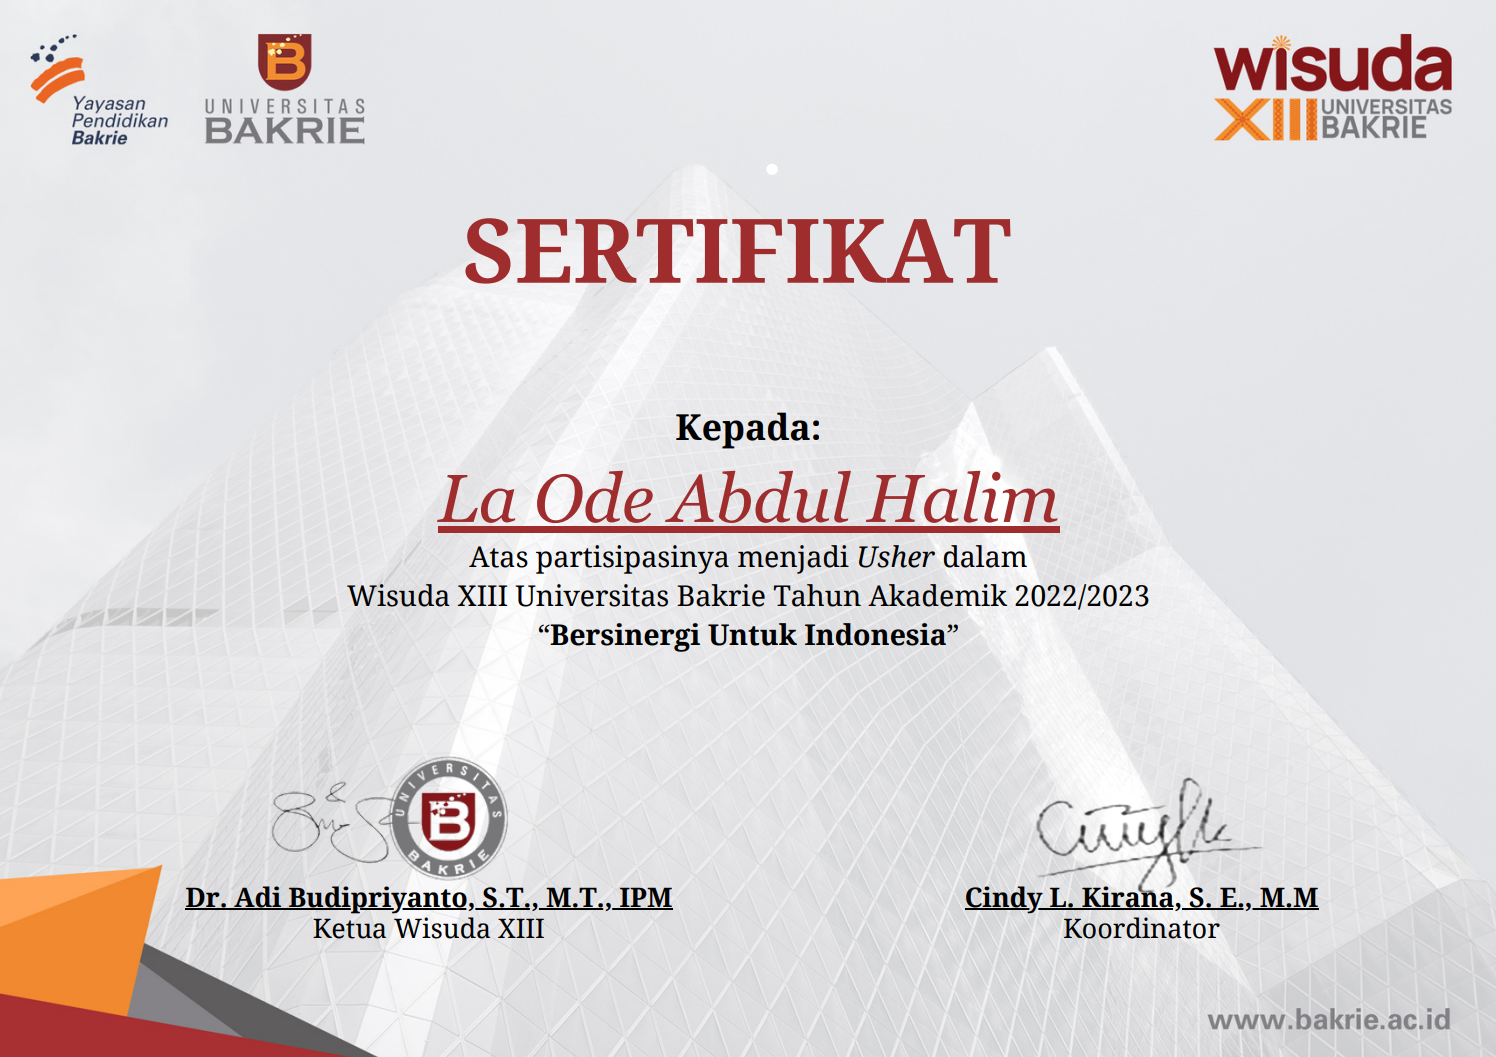 Yayasan
Pendidikan
Bakrie
UNIVERSITAS
BAKRIE
wisuda
XIII UNIVERSITAS
BAKRIE
SERTIFIKAT
Kepada:
La Ode Abdul Halim
Atas partisipasinya menjadi Usher dalam
Wisuda XIII Universitas Bakrie Tahun Akademik 2022/2023
“Bersinergi Untuk Indonesia”
UNIVERSITAS
B
BAKRIE
Dr. Adi Budipriyanto, S.T., M.T., IPM
Ketua Wisuda XIII
Cindy L. Kirana, S. E., M.M
Koordinator
www.bakrie.ac.id